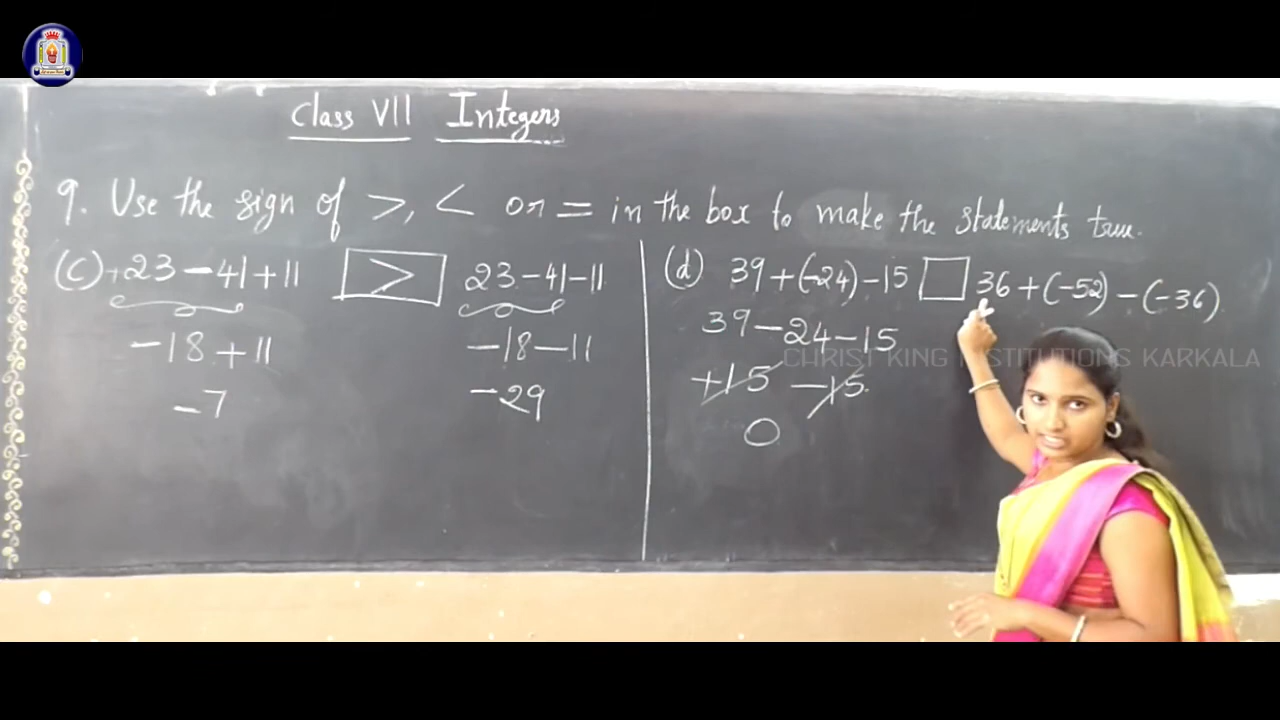 Class VII Integers
9. Use the sign of >, < or = in the box to make the statements true.
(c) +23 - 41 + 11 > 23 - 41 - 11
-18 + 11 -18 - 11
-7 -29
(d) 39 + (-24) - 15 □ 36 + (-52) - (-36)
39 - 24 - 15
+15 - 15
0
CHRIST KING INSTITUTIONS KARKALA